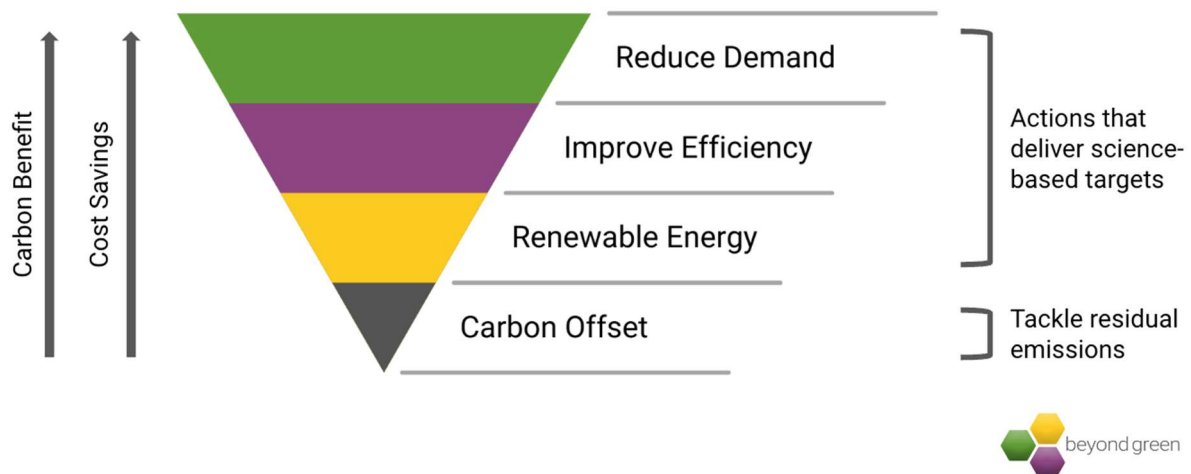 Carbon Benefit
Cost Savings
Reduce Demand
Improve Efficiency
Renewable Energy
Carbon Offset
Actions that
deliver science-
based targets
Tackle residual
emissions
beyond green